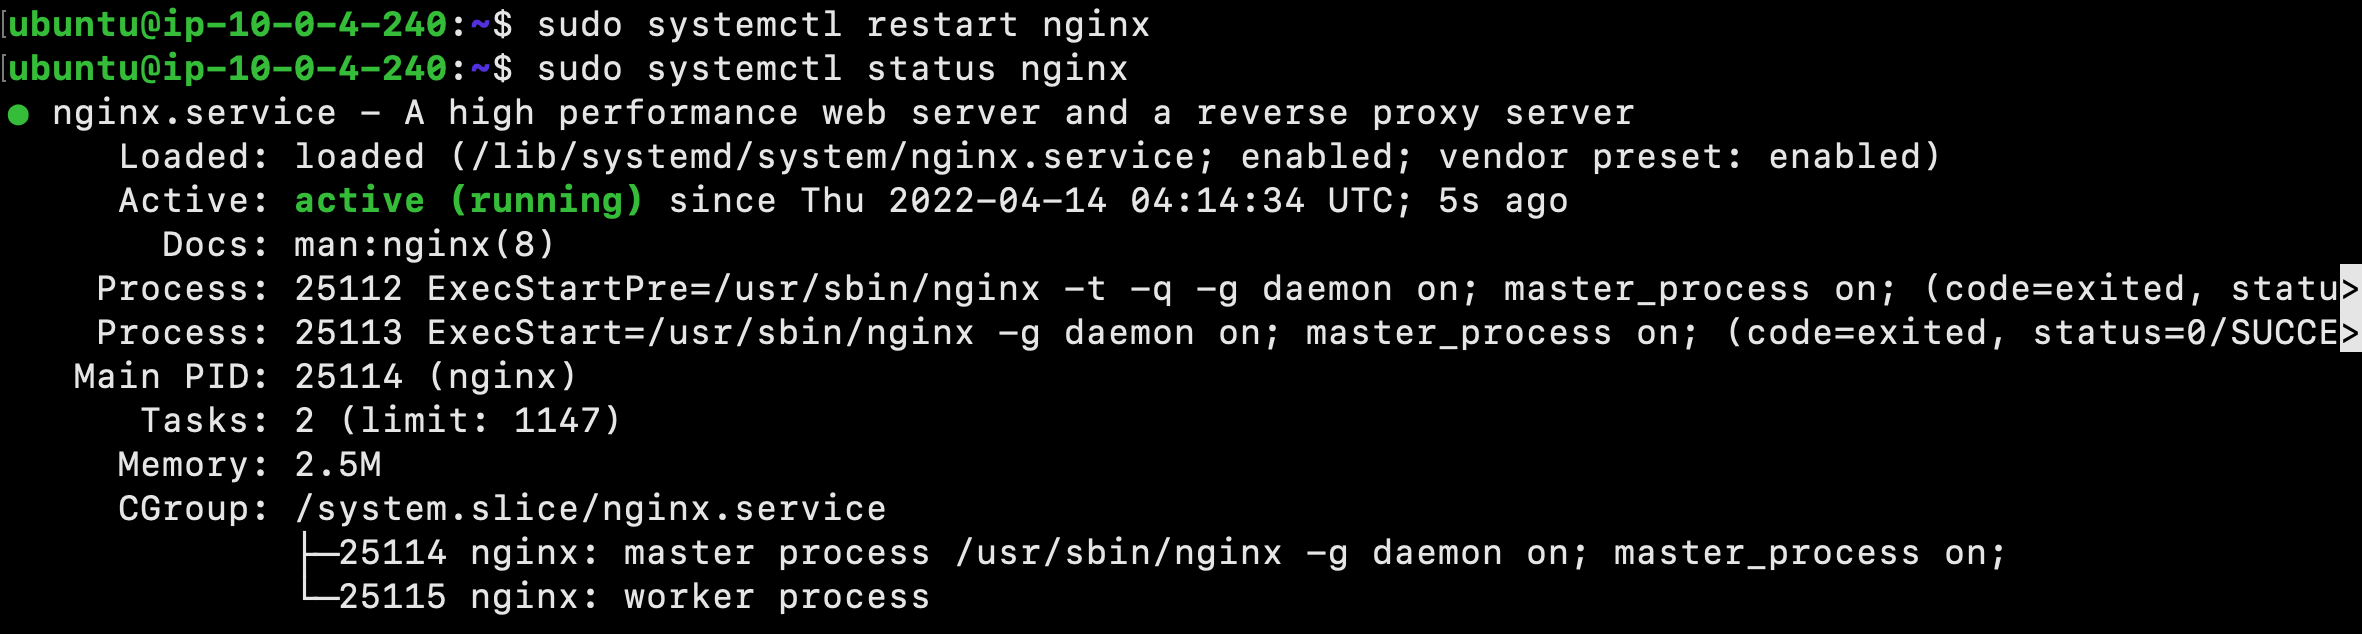 [ubuntu@ip-10-0-4-240:~$ sudo systemctl restart nginx
[ubuntu@ip-10-0-4-240:~$ sudo systemctl status nginx
● nginx.service - A high performance web server and a reverse proxy server
     Loaded: loaded (/lib/systemd/system/nginx.service; enabled; vendor preset: enabled)
     Active: active (running) since Thu 2022-04-14 04:14:34 UTC; 5s ago
       Docs: man:nginx(8)
    Process: 25112 ExecStartPre=/usr/sbin/nginx -t -q -g daemon on; master_process on; (code=exited, statu>
    Process: 25113 ExecStart=/usr/sbin/nginx -g daemon on; master_process on; (code=exited, status=0/SUCCE>
   Main PID: 25114 (nginx)
      Tasks: 2 (limit: 1147)
     Memory: 2.5M
     CGroup: /system.slice/nginx.service
             ├─25114 nginx: master process /usr/sbin/nginx -g daemon on; master_process on;
             └─25115 nginx: worker process